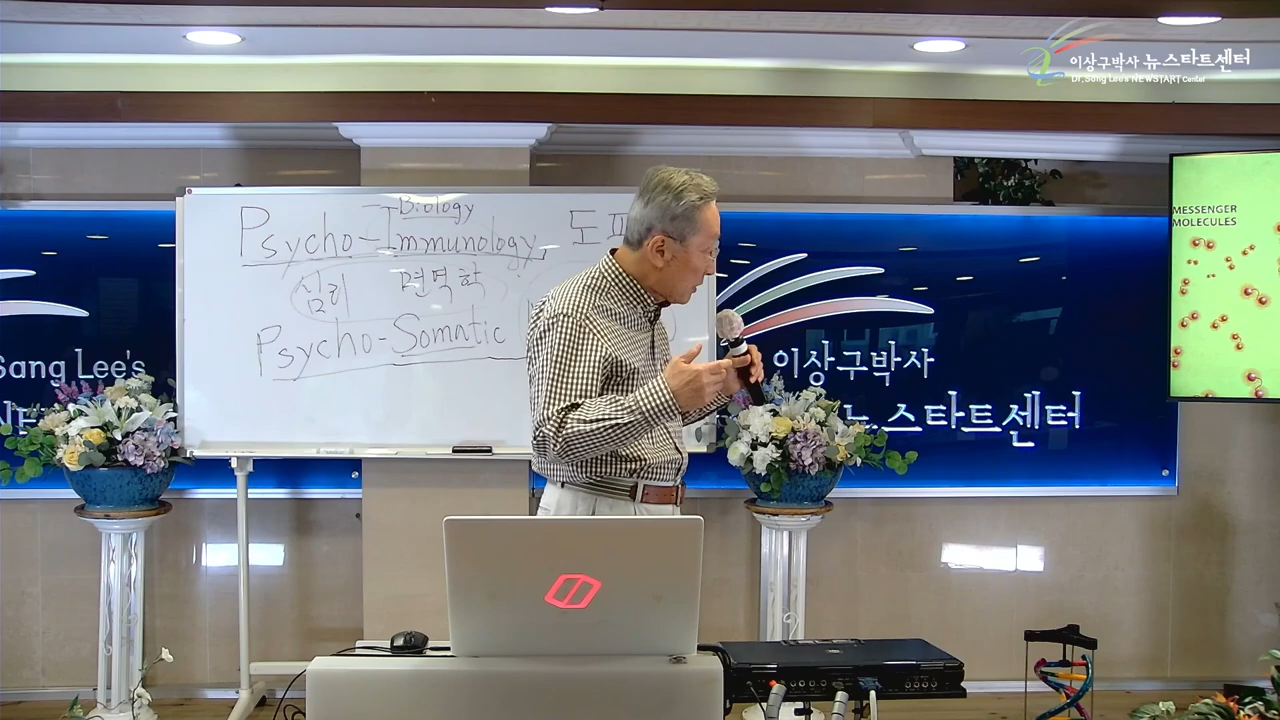 이상구박사 뉴스타트센터
Dr. Sang Lee's NEWSTART Center
Biology
Psycho-Immunology, 도파
심리 면역학
Psycho-Somatic
MESSENGER
MOLECULES
Sang Lee's
이상구박사
뉴스타트센터